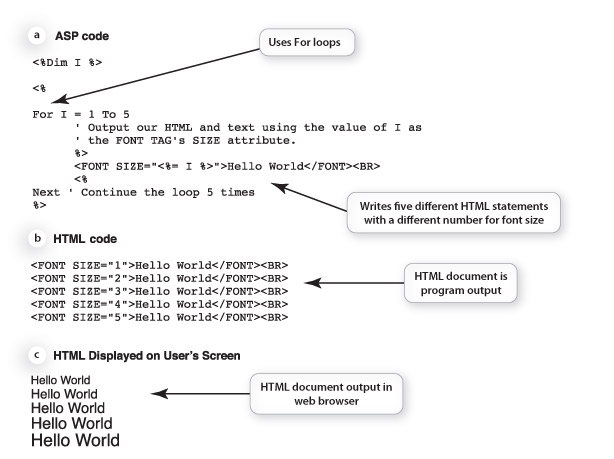 a ASP code
Uses For loops
<%Dim I %>
<%
For I = 1 To 5
' Output our HTML and text using the value of I as
' the FONT TAG's SIZE attribute.
%>
<FONT SIZE="<%= I %>">Hello World</FONT><BR>
<%
Next ' Continue the loop 5 times
%>
Writes five different HTML statements
with a different number for font size
b HTML code
<FONT SIZE="1">Hello World</FONT><BR>
<FONT SIZE="2">Hello World</FONT><BR>
<FONT SIZE="3">Hello World</FONT><BR>
<FONT SIZE="4">Hello World</FONT><BR>
<FONT SIZE="5">Hello World</FONT><BR>
HTML document is
program output
c HTML Displayed on User's Screen
Hello World
Hello World
Hello World
Hello World
Hello World
HTML document output in
web browser